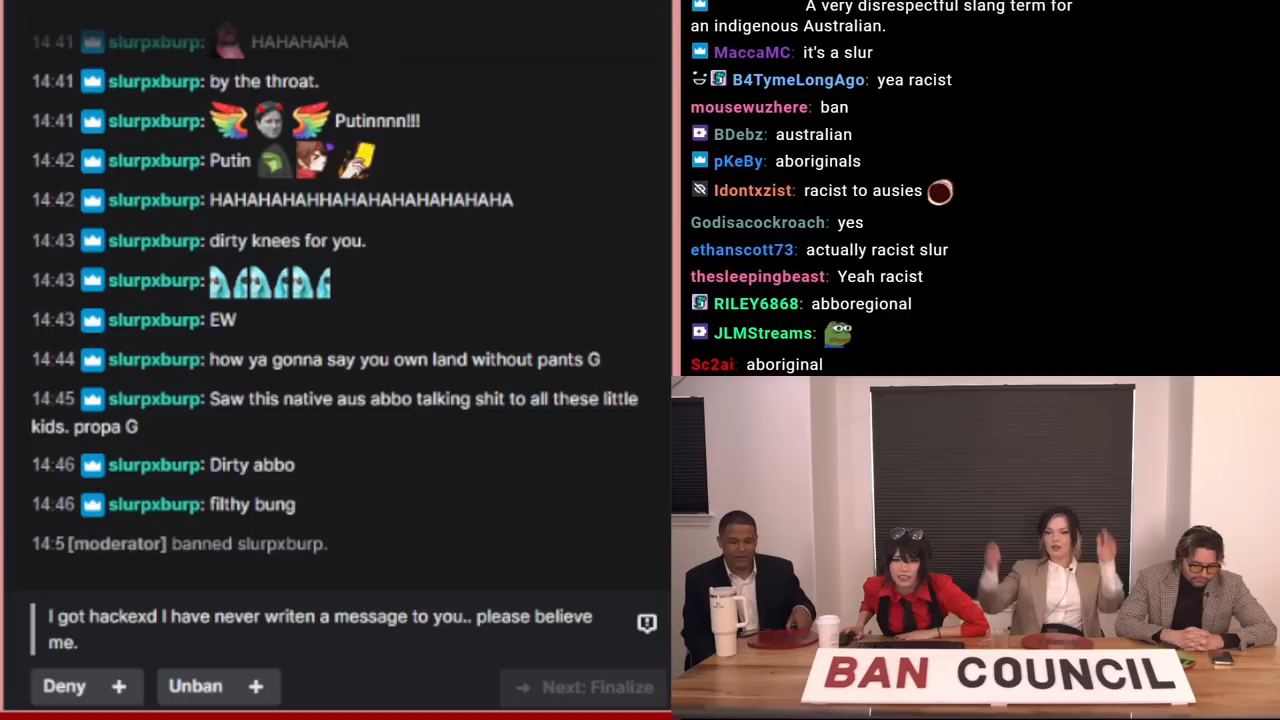 14:41 slurpxburp: HAHAHAHA
14:41 slurpxburp: by the throat.
14:41 slurpxburp: Putinnnn!!!
14:42 slurpxburp: Putin
14:42 slurpxburp: HAHAHAHAHHAHAHAHAHAHAHA
14:43 slurpxburp: dirty knees for you.
14:43 slurpxburp:
14:43 slurpxburp: EW
14:44 slurpxburp: how ya gonna say you own land without pants G
14:45 slurpxburp: Saw this native aus abbo talking shit to all these little
kids. propa G
14:46 slurpxburp: Dirty abbo
14:46 slurpxburp: filthy bung
14:5[moderator] banned slurpxburp.
I got hackexd I have never writen a message to you.. please believe
me.
Deny +
Unban +
→ Next: Finalize
A very disrespectful slang term for
an indigenous Australian.
MaccaMC: it's a slur
B4TymeLongAgo: yea racist
mousewuzhere: ban
BDebz: australian
pKeBy: aboriginals
Idontxzist: racist to ausies
Godisacockroach: yes
ethanscott73: actually racist slur
thesleepingbeast: Yeah racist
RILEY6868: abboregional
JLMStreams:
Sc2ai: aboriginal
BAN COUNCIL